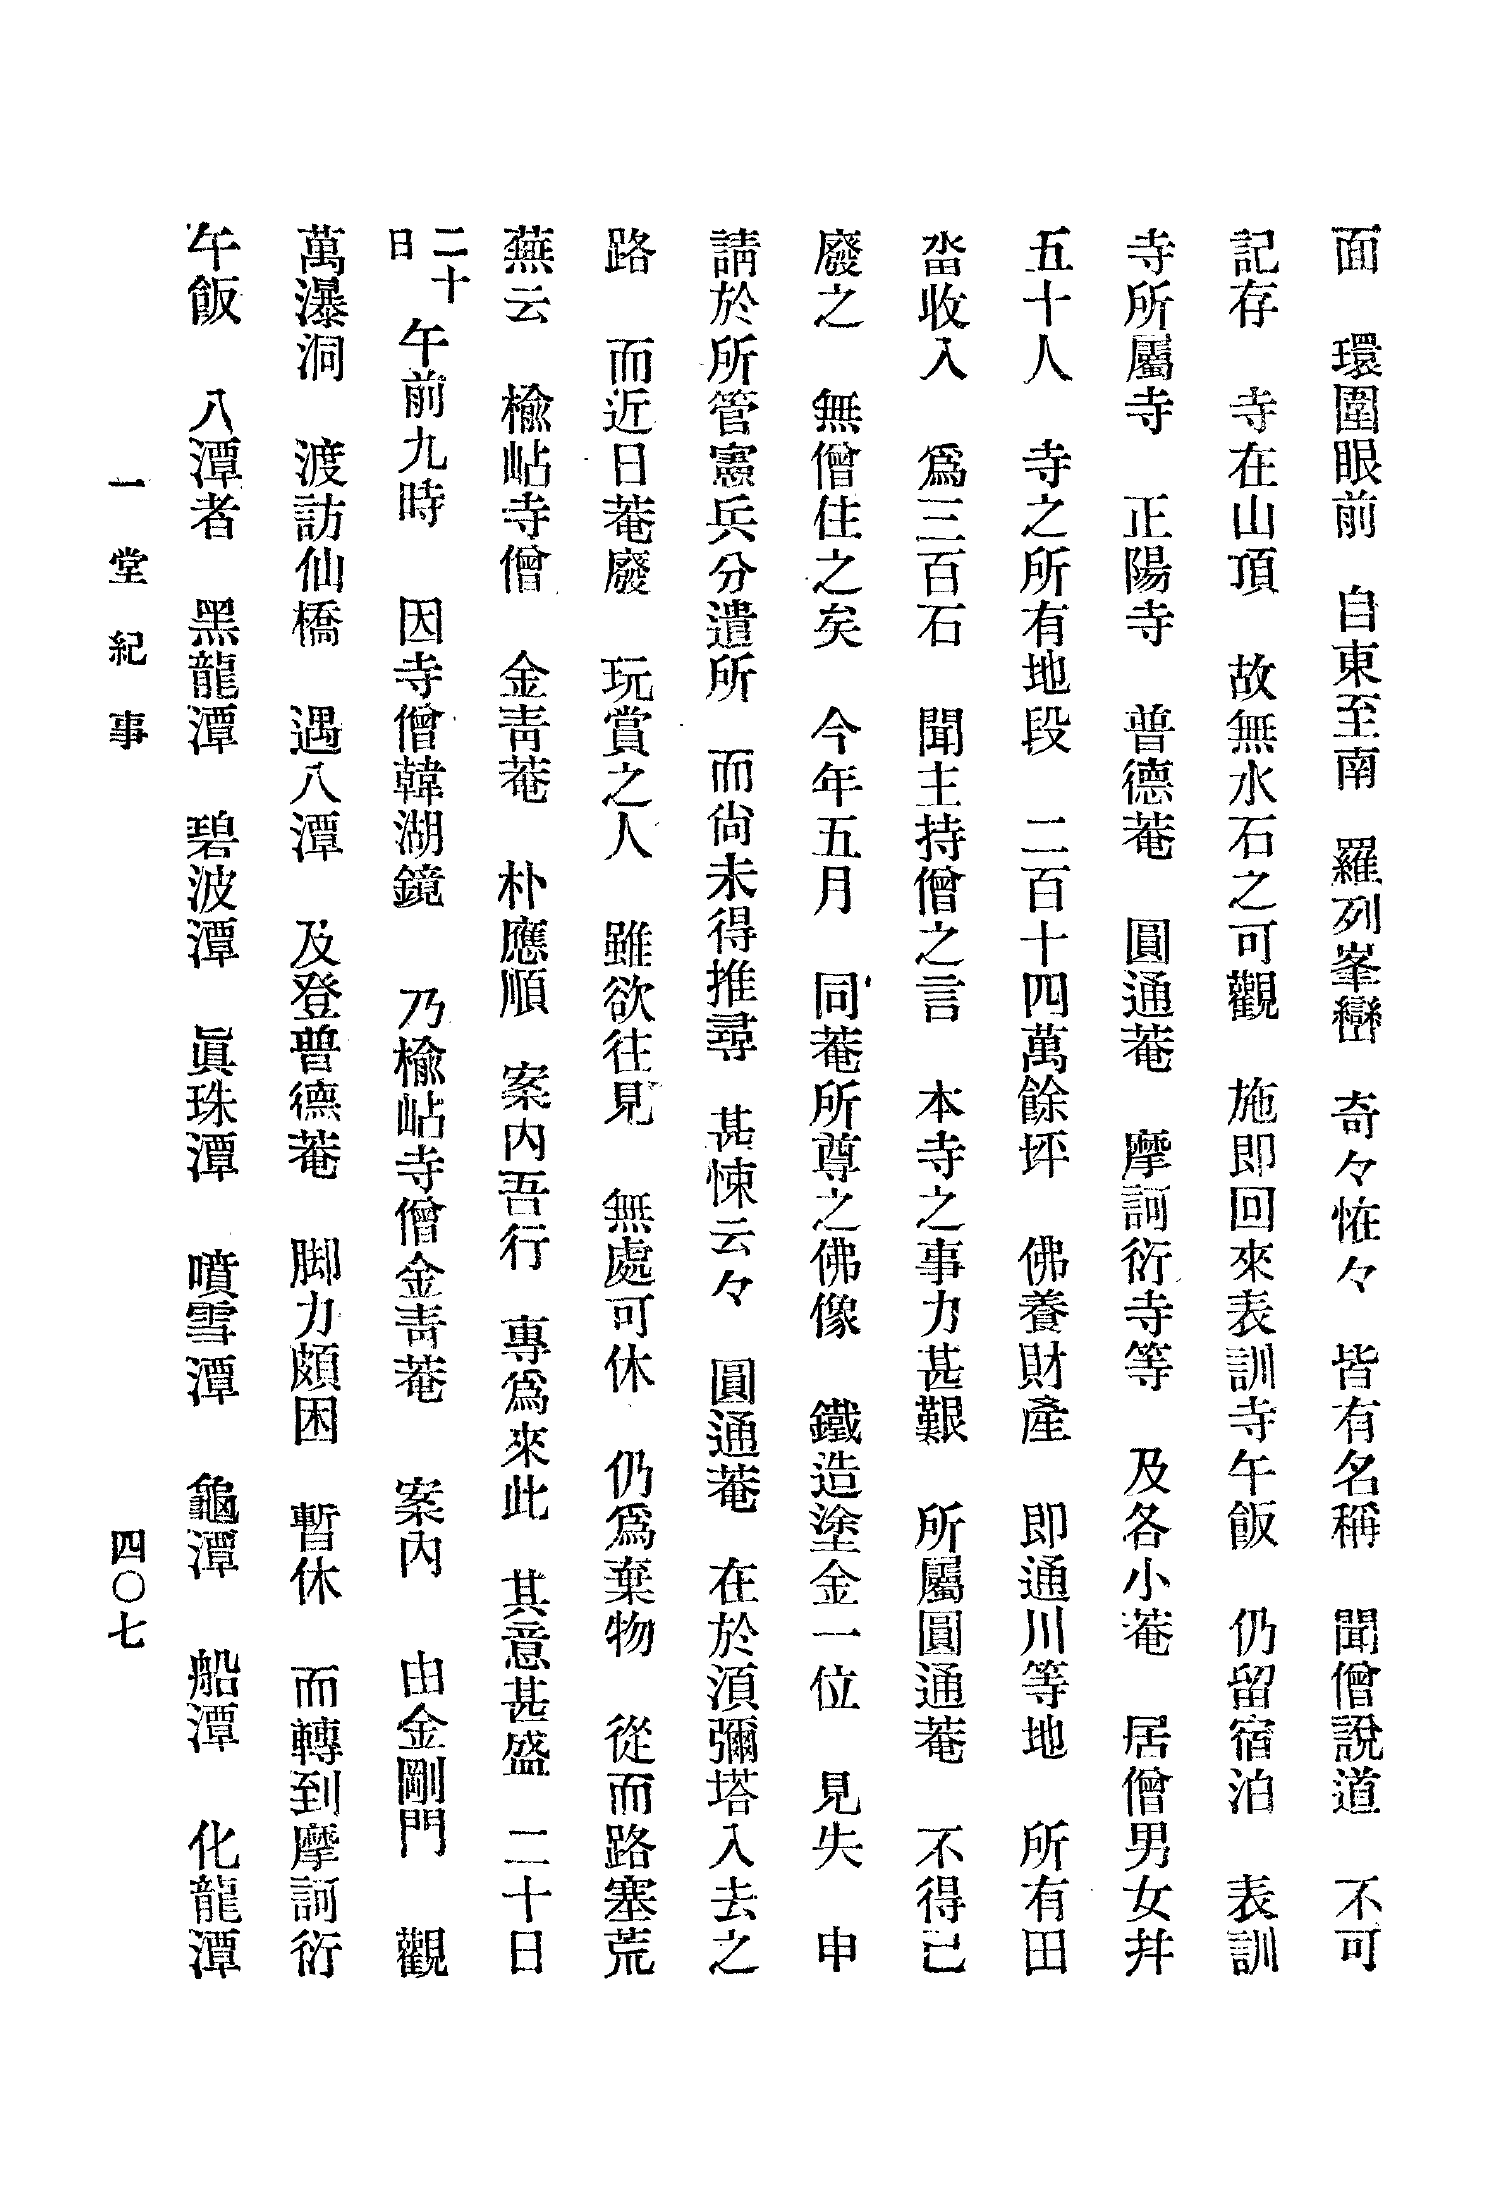 面 環圍眼前 自東至南 羅列峯巒 奇々恠々 皆有名稱 聞僧說道 不可
記存 寺在山頂 故無水石之可觀 施即回來表訓寺午飯 仍留宿泊 表訓
寺所屬寺 正陽寺 普德菴 圓通菴 摩訶衍寺等 及各小菴 居僧男女幷
五十人 寺之所有地段 二百十四萬餘坪 佛養財產 即通川等地 所有田
畓收入 爲三百石 聞主持僧之言 本寺之事力甚艱 所屬圓通菴 不得已
廢之 無僧住之矣 今年五月 同菴所尊之佛像 鐵造塗金一位 見失 申
請於所管憲兵分遣所 而尙未得推尋 甚悚云々 圓通菴 在於湏彌塔入去之
路 而近日菴廢 玩賞之人 雖欲往見 無處可休 仍爲棄物 從而路塞荒
蕪云 楡岾寺僧 金靑菴 朴應順 案內吾行 專爲來此 其意甚盛 二十日
二十日 午前九時 因寺僧韓湖鏡 乃楡岾寺僧金靑菴 案內 由金剛門 觀
萬瀑洞 渡訪仙橋 遇八潭 及登普德菴 脚力頗困 暫休 而轉到摩訶衍
午飯 八潭者 黑龍潭 碧波潭 眞珠潭 噴雪潭 龜潭 船潭 化龍潭
一堂紀事 四〇七